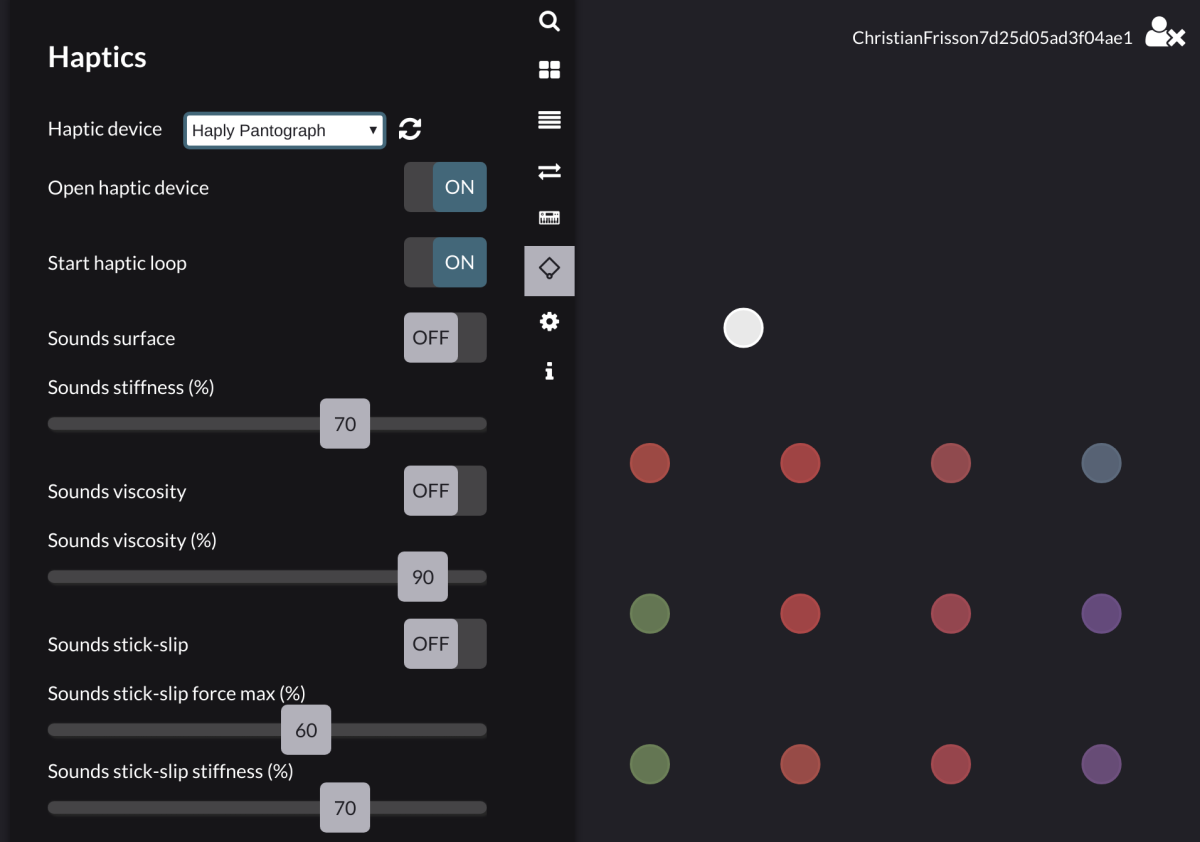 Haptics
ChristianFrisson7d25d05ad3f04ae1
Haptic device Haply Pantograph
Open haptic device ON
Start haptic loop ON
Sounds surface OFF
Sounds stiffness (%)
70
Sounds viscosity OFF
Sounds viscosity (%)
90
Sounds stick-slip OFF
Sounds stick-slip force max (%)
60
Sounds stick-slip stiffness (%)
70